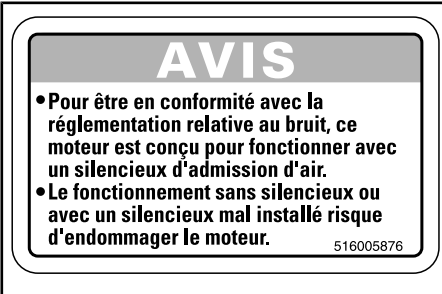 AVIS
•Pour être en conformité avec la
réglementation relative au bruit, ce
moteur est conçu pour fonctionner avec
un silencieux d'admission d'air.
•Le fonctionnement sans silencieux ou
avec un silencieux mal installé risque
d'endommager le moteur.
516005876